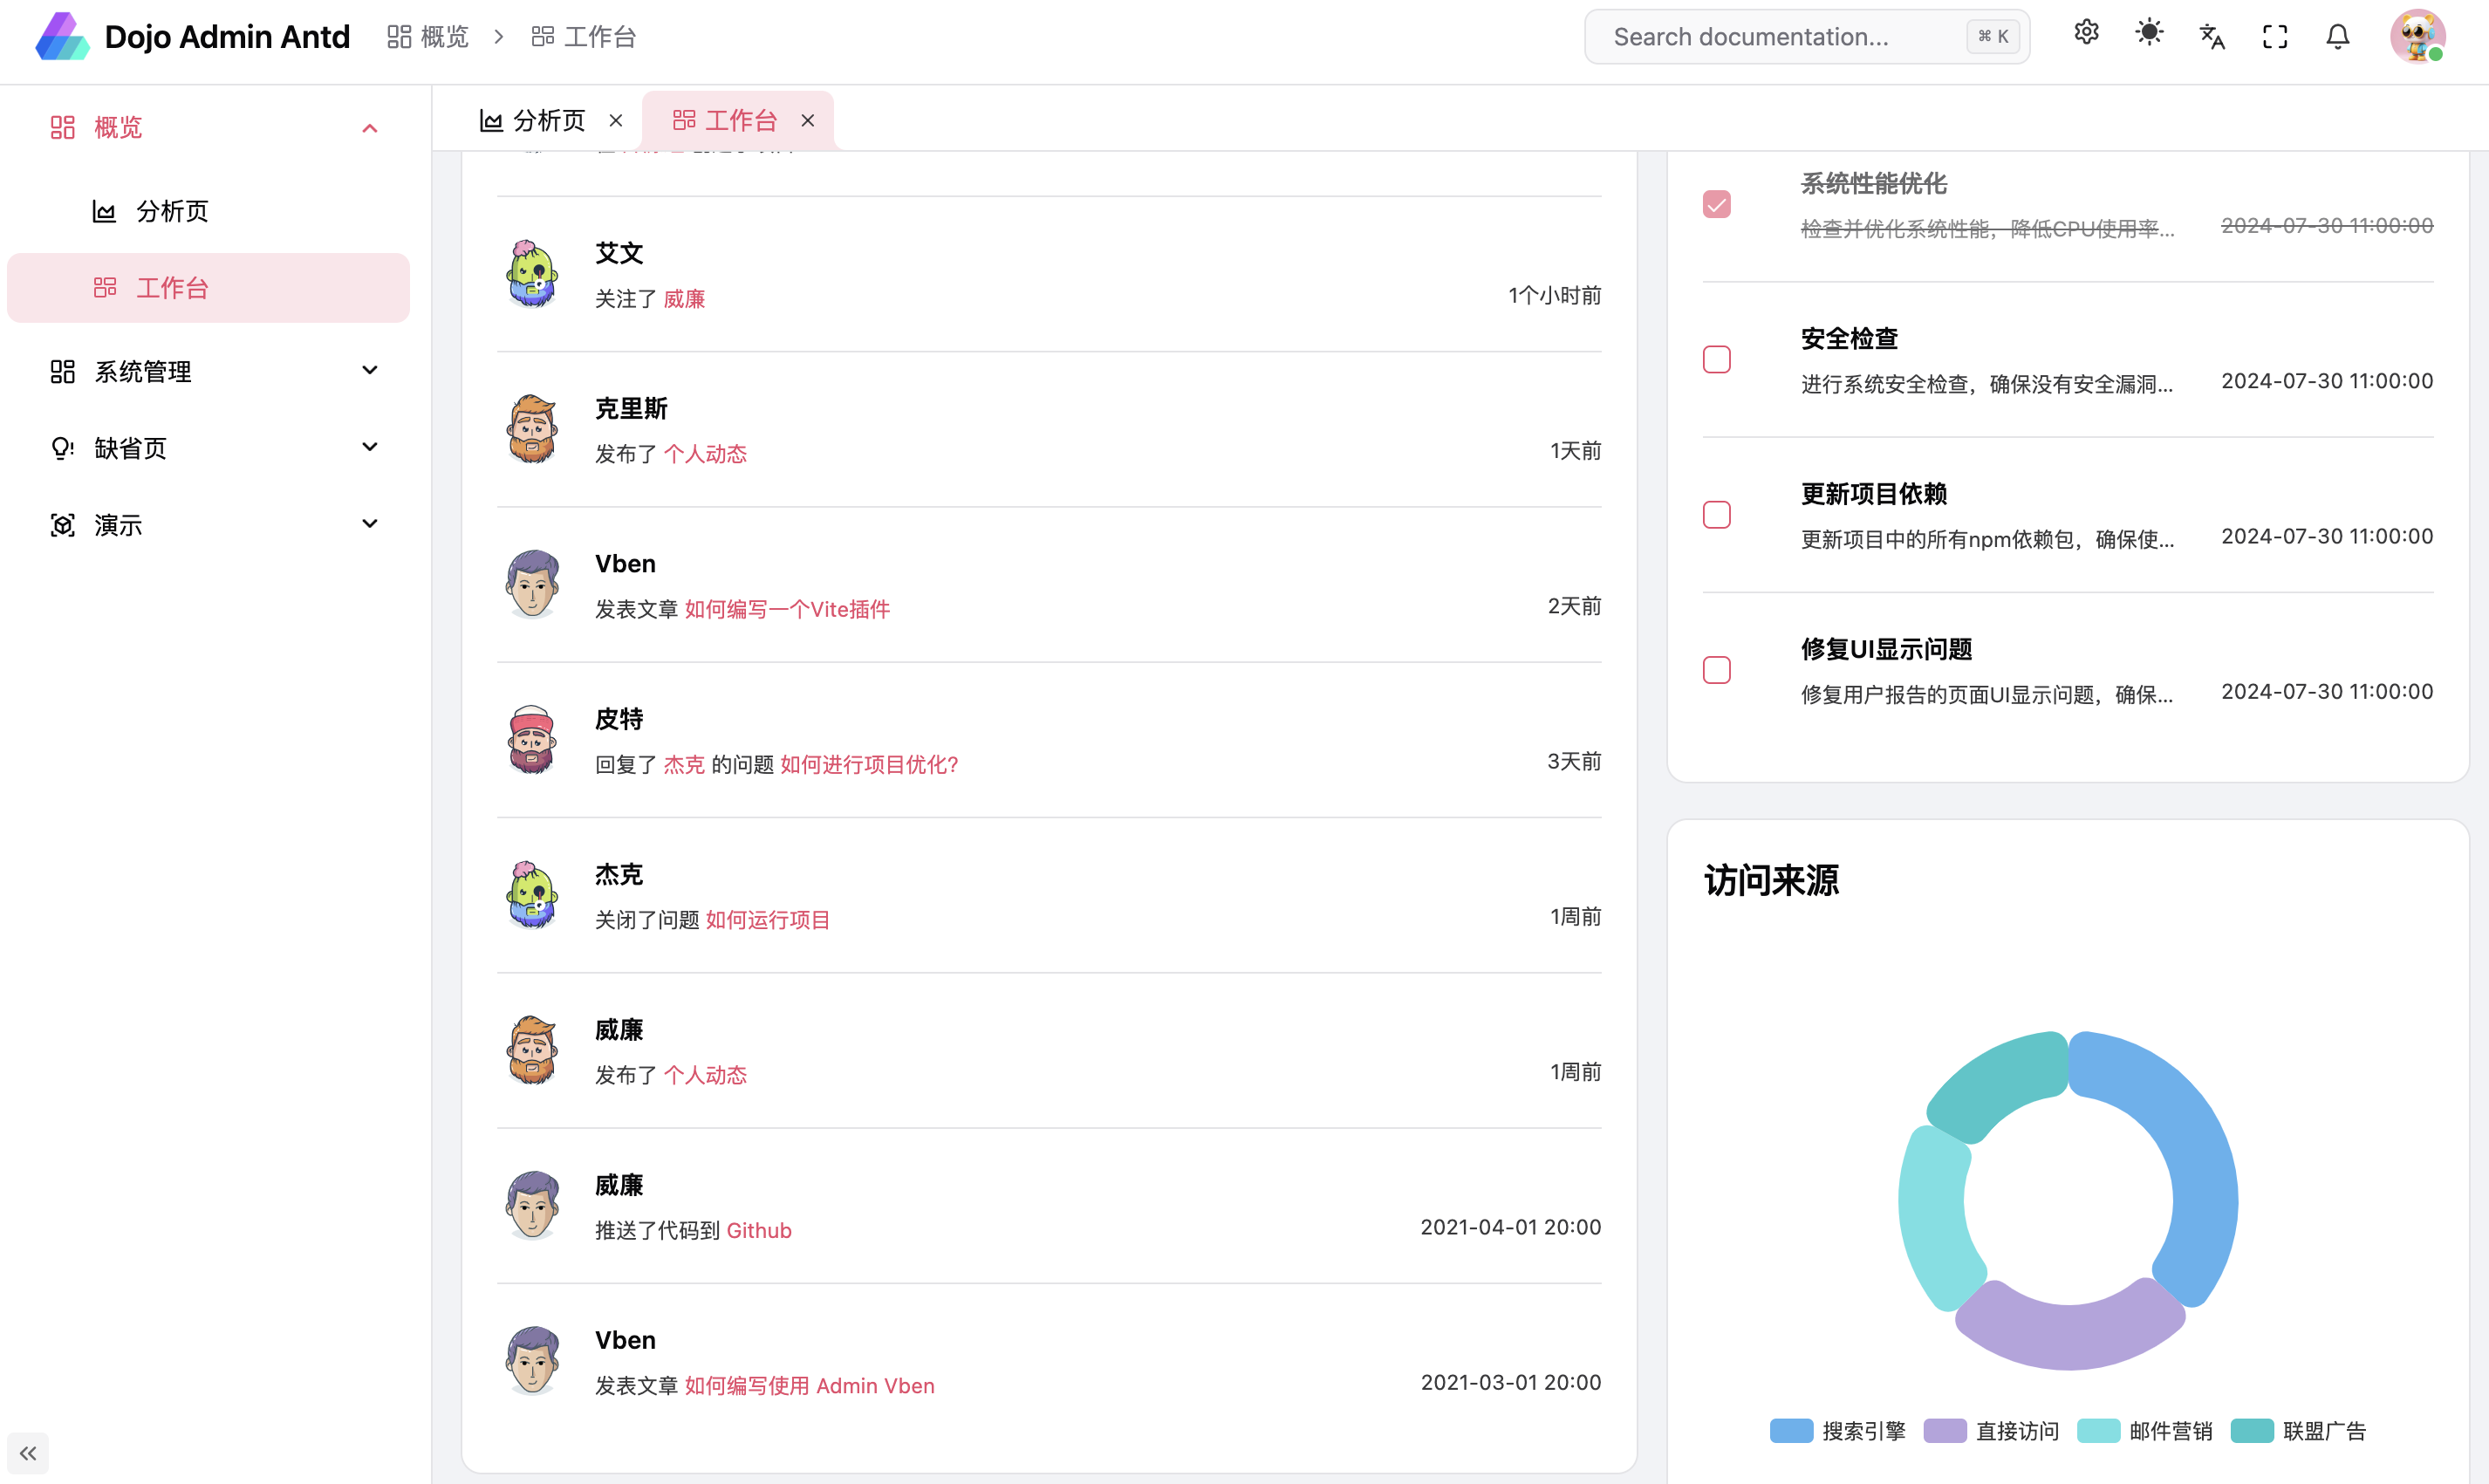 Dojo Admin Antd
概览
工作台
Search documentation...
⌘ K
概览
分析页
工作台
系统管理
缺省页
演示
分析页
工作台
艾文
关注了 威廉
1个小时前
克里斯
发布了 个人动态
1天前
Vben
发表文章 如何编写一个Vite插件
2天前
皮特
回复了 杰克 的问题 如何进行项目优化?
3天前
杰克
关闭了问题 如何运行项目
1周前
威廉
发布了 个人动态
1周前
威廉
推送了代码到 Github
2021-04-01 20:00
Vben
发表文章 如何编写使用 Admin Vben
2021-03-01 20:00
系统性能优化
检查并优化系统性能，降低CPU使用率...
2024-07-30 11:00:00
安全检查
进行系统安全检查，确保没有安全漏洞...
2024-07-30 11:00:00
更新项目依赖
更新项目中的所有npm依赖包，确保使...
2024-07-30 11:00:00
修复UI显示问题
修复用户报告的页面UI显示问题，确保...
2024-07-30 11:00:00
访问来源
搜索引擎
直接访问
邮件营销
联盟广告